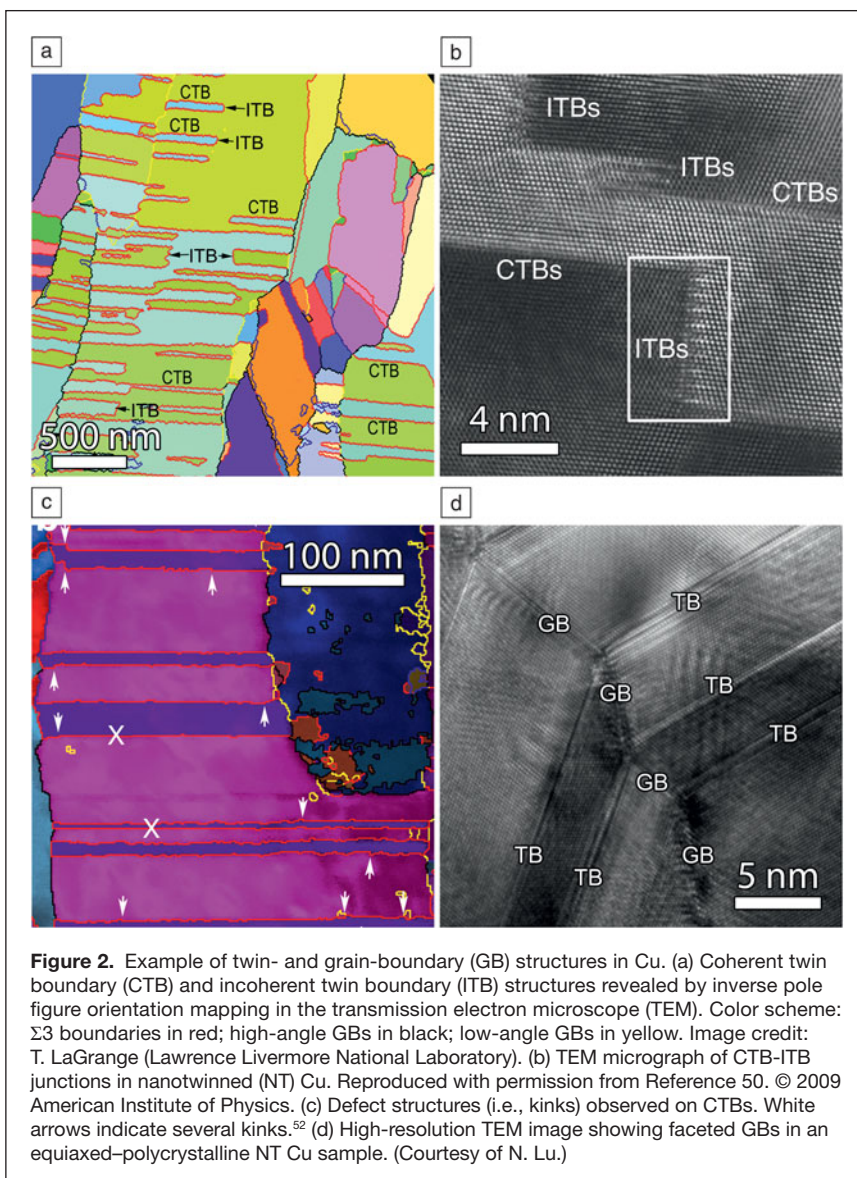 a
CTB
ITB
CTB
ITB
CTB
ITB
CTB
ITB
CTB
CTB
500 nm
b
ITBs
ITBs
CTBs
CTBs
ITBs
4 nm
c
100 nm
X
X
d
TB
GB
GB
TB
TB
GB
TB
TB
GB
5 nm
Figure 2. Example of twin- and grain-boundary (GB) structures in Cu. (a) Coherent twin
boundary (CTB) and incoherent twin boundary (ITB) structures revealed by inverse pole
figure orientation mapping in the transmission electron microscope (TEM). Color scheme:
Σ3 boundaries in red; high-angle GBs in black; low-angle GBs in yellow. Image credit:
T. LaGrange (Lawrence Livermore National Laboratory). (b) TEM micrograph of CTB-ITB
junctions in nanotwinned (NT) Cu. Reproduced with permission from Reference 50. © 2009
American Institute of Physics. (c) Defect structures (i.e., kinks) observed on CTBs. White
arrows indicate several kinks.⁵² (d) High-resolution TEM image showing faceted GBs in an
equiaxed–polycrystalline NT Cu sample. (Courtesy of N. Lu.)